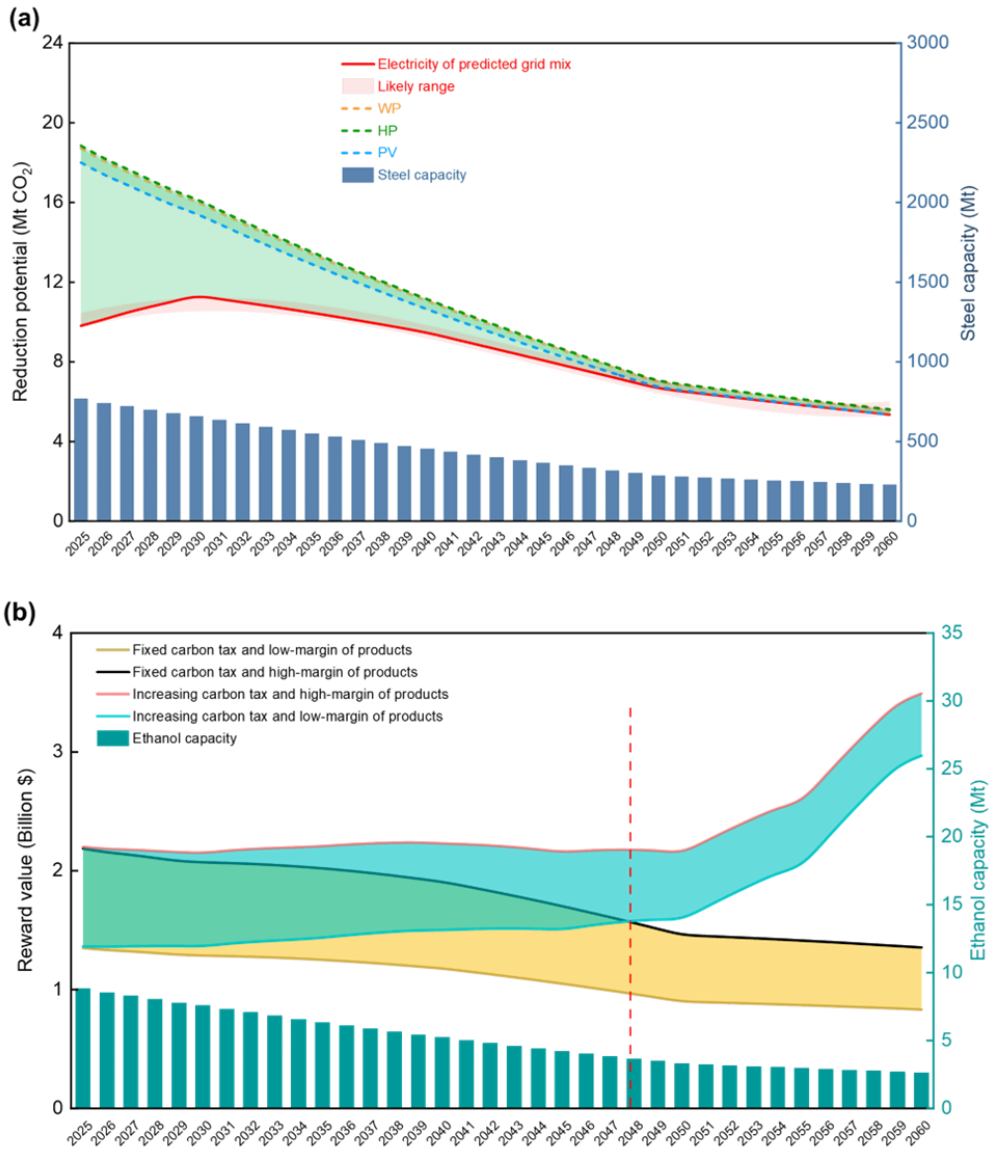 (a)
24
20
16
12
8
4
0
Reduction potential (Mt CO2)
Electricity of predicted grid mix
Likely range
WP
HP
PV
Steel capacity
3000
2500
2000
1500
1000
500
0
Steel capacity (Mt)
2025 2026 2027 2028 2029 2030 2031 2032 2033 2034 2035 2036 2037 2038 2039 2040 2041 2042 2043 2044 2045 2046 2047 2048 2049 2050 2051 2052 2053 2054 2055 2056 2057 2058 2059 2060
(b)
4
3
2
1
0
Reward value (Billion $)
Fixed carbon tax and low-margin of products
Fixed carbon tax and high-margin of products
Increasing carbon tax and high-margin of products
Increasing carbon tax and low-margin of products
Ethanol capacity
35
30
25
20
15
10
5
0
Ethanol capacity (Mt)
2025 2026 2027 2028 2029 2030 2031 2032 2033 2034 2035 2036 2037 2038 2039 2040 2041 2042 2043 2044 2045 2046 2047 2048 2049 2050 2051 2052 2053 2054 2055 2056 2057 2058 2059 2060